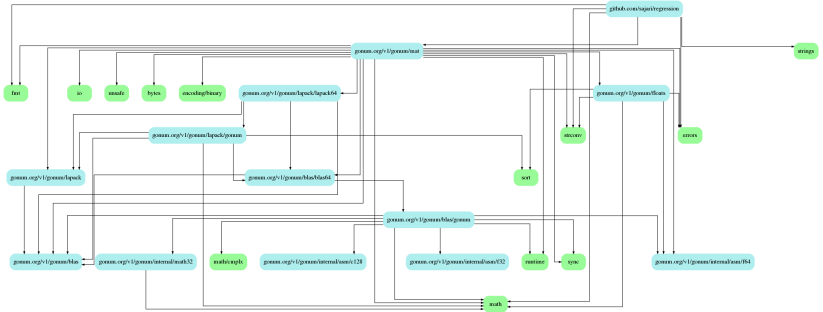 github.com/sajari/regression
gonum.org/v1/gonum/mat
strings
fmt
io
unsafe
bytes
encoding/binary
gonum.org/v1/gonum/lapack/lapack64
gonum.org/v1/gonum/floats
gonum.org/v1/gonum/lapack/gonum
strconv
errors
gonum.org/v1/gonum/lapack
gonum.org/v1/gonum/blas/blas64
sort
gonum.org/v1/gonum/blas/gonum
gonum.org/v1/gonum/blas
gonum.org/v1/gonum/internal/math32
math/cmplx
gonum.org/v1/gonum/internal/asm/c128
gonum.org/v1/gonum/internal/asm/f32
runtime
sync
gonum.org/v1/gonum/internal/asm/f64
math